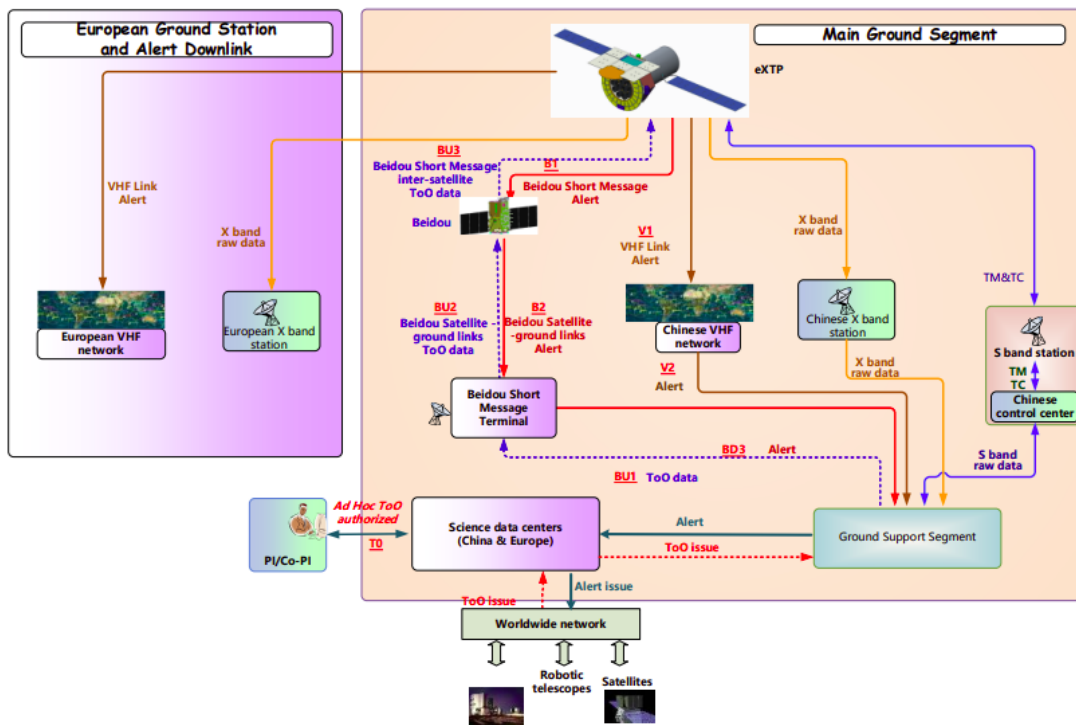 European Ground Station
and Alert Downlink
Main Ground Segment
eXTP
BU3
Beidou Short Message
inter-satellite
ToO data
B1
Beidou Short Message
Alert
VHF Link
Alert
Beidou
X band
raw data
V1
VHF Link
Alert
X band
raw data
TM&TC
BU2
Beidou Satellite -
ground links
ToO data
B2
Beidou Satellite
-ground links
Alert
European VHF
network
European X band
station
Chinese VHF
network
Chinese X band
station
S band station
TM
TC
Chinese
control center
V2
Alert
X band
raw data
Beidou Short
Message
Terminal
BD3 Alert
S band
raw data
BU1 ToO data
Ad Hoc ToO
authorized
T0
PI/Co-PI
Science data centers
(China & Europe)
Alert
ToO issue
Ground Support Segment
ToO issue
Alert issue
Worldwide network
Robotic
telescopes
Satellites